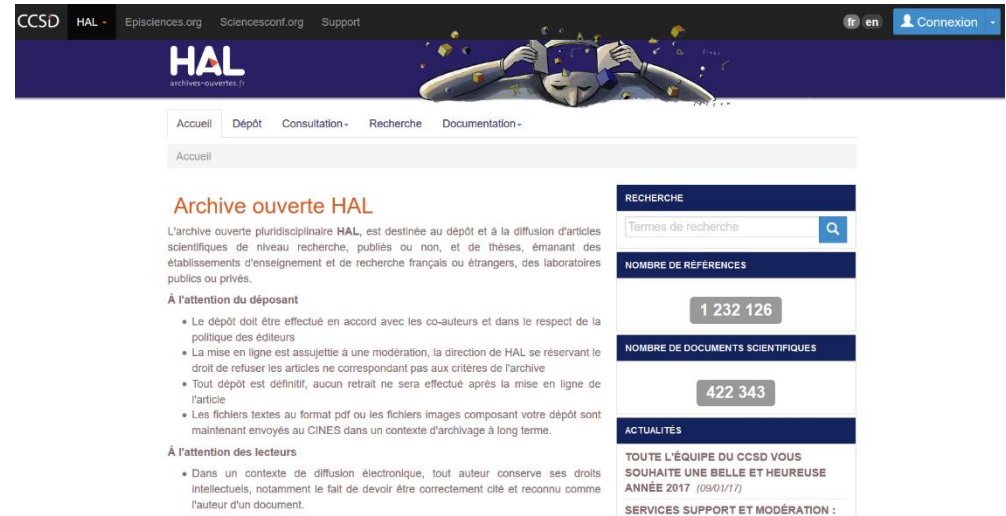 CCSD HAL Episciences.org Sciencesconf.org Support fr en Connexion
HAL
archives-ouvertes.fr
Accueil Dépôt Consultation Recherche Documentation
Accueil
Archive ouverte HAL
L'archive ouverte pluridisciplinaire HAL, est destinée au dépôt et à la diffusion d'articles
scientifiques de niveau recherche, publiés ou non, et de thèses, émanant des
établissements d'enseignement et de recherche français ou étrangers, des laboratoires
publics ou privés.
À l'attention du déposant
• Le dépôt doit être effectué en accord avec les co-auteurs et dans le respect de la
politique des éditeurs
• La mise en ligne est assujettie à une modération, la direction de HAL se réservant le
droit de refuser les articles ne correspondant pas aux critères de l'archive
• Tout dépôt est définitif, aucun retrait ne sera effectué après la mise en ligne de
l'article
• Les fichiers textes au format pdf ou les fichiers images composant votre dépôt sont
maintenant envoyés au CINES dans un contexte d'archivage à long terme.
À l'attention des lecteurs
• Dans un contexte de diffusion électronique, tout auteur conserve ses droits
intellectuels, notamment le fait de devoir être correctement cité et reconnu comme
l'auteur d'un document.
RECHERCHE
Termes de recherche
NOMBRE DE RÉFÉRENCES
1 232 126
NOMBRE DE DOCUMENTS SCIENTIFIQUES
422 343
ACTUALITÉS
TOUTE L'ÉQUIPE DU CCSD VOUS
SOUHAITE UNE BELLE ET HEUREUSE
ANNÉE 2017 (09/01/17)
SERVICES SUPPORT ET MODÉRATION :